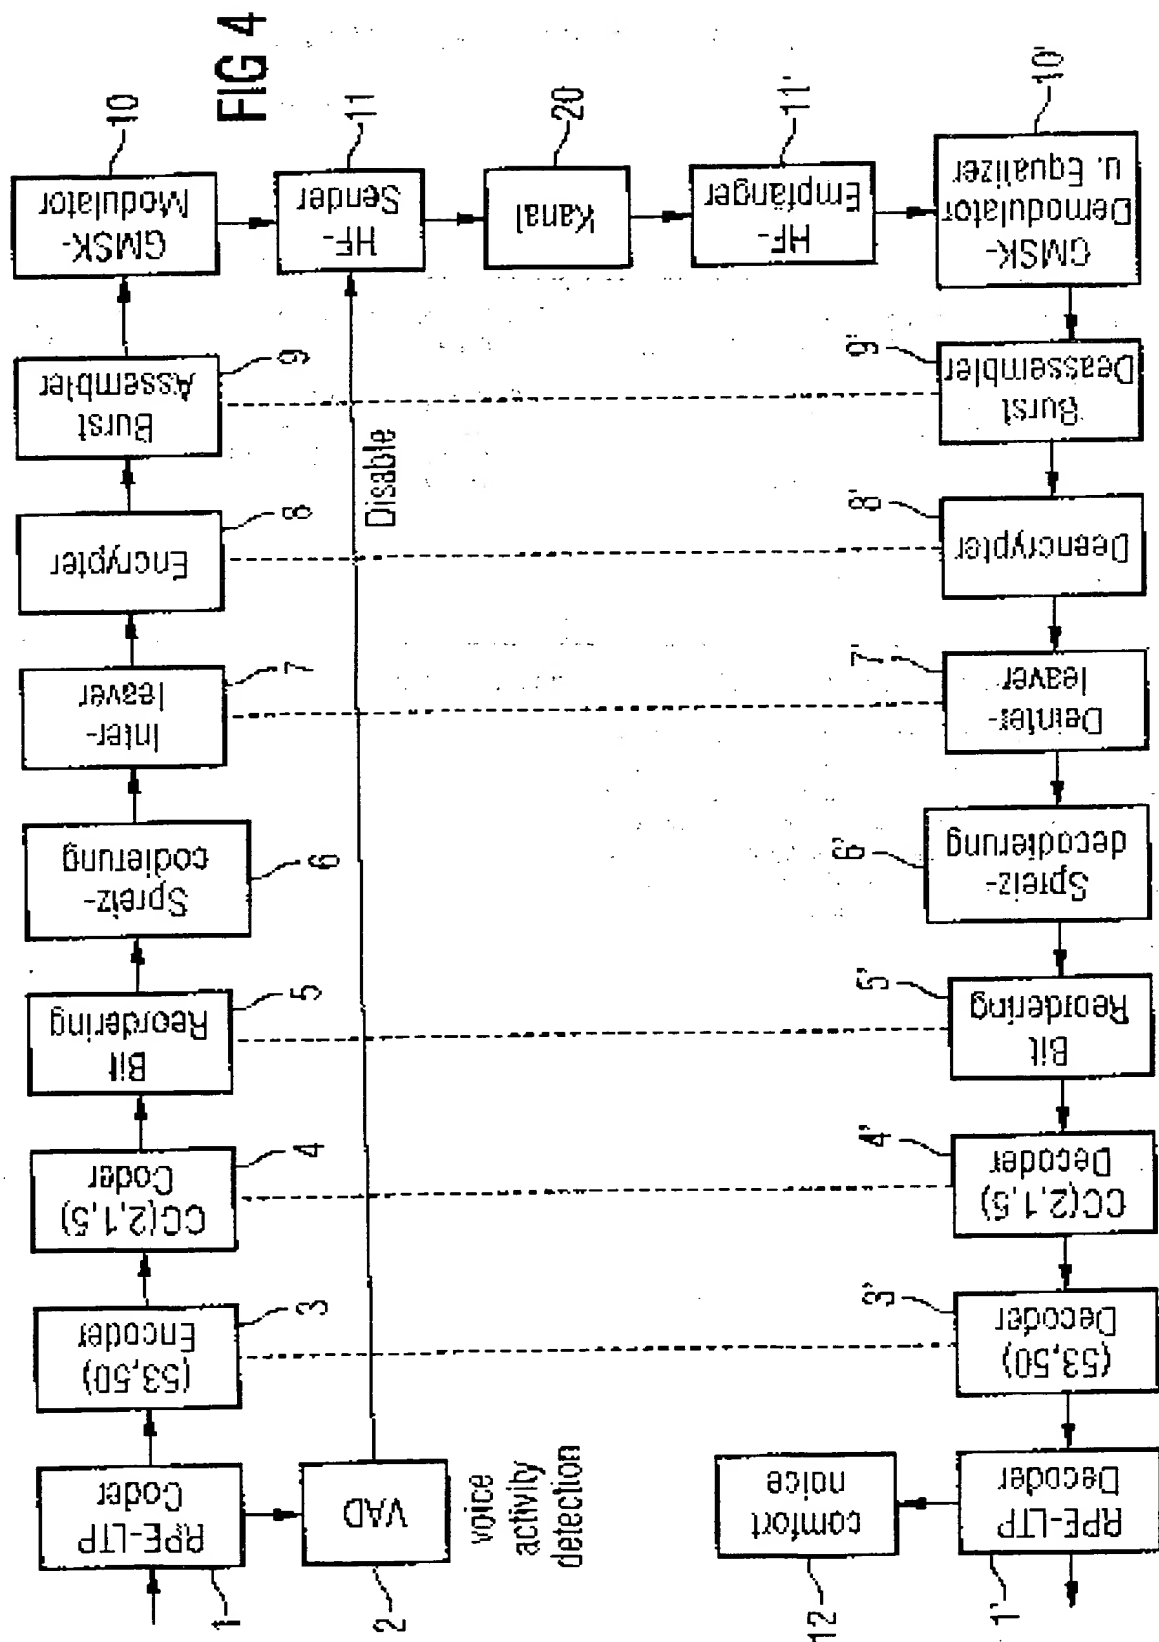 FIG 4
RPE-LTP
Coder
1
VAD
2
voice
activity
detection
(53,50)
Encoder
3
CC(2,1,5)
Coder
4
Bit
Reordering
5
Spreiz-
codierung
6
Inter-
leaver
7
Encrypter
8
Burst
Assembler
9
GMSK-
Modulator
10
Disable
HF-
Sender
11
Kanal
20
HF-
Empfänger
11'
GMSK-
Demodulator
u. Equalizer
10'
Burst
Deassembler
9'
Deencrypter
8'
Deinter-
leaver
7'
Spreiz-
decodierung
6'
Bit
Reordering
5'
CC(2,1,5)
Decoder
4'
(53,50)
Decoder
3'
RPE-LTP
Decoder
1'
comfort
noice
12